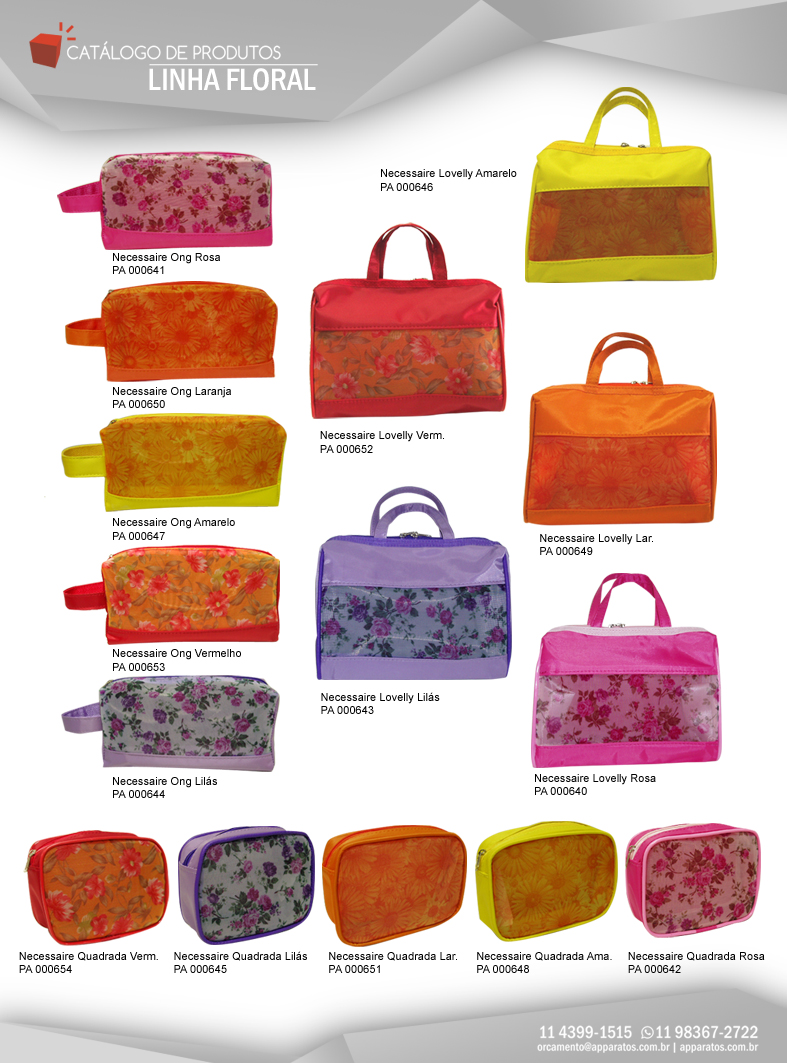 CATÁLOGO DE PRODUTOS
LINHA FLORAL
Necessaire Lovelly Amarelo
PA 000646
Necessaire Ong Rosa
PA 000641
Necessaire Ong Laranja
PA 000650
Necessaire Lovelly Verm.
PA 000652
Necessaire Ong Amarelo
PA 000647
Necessaire Lovelly Lar.
PA 000649
Necessaire Ong Vermelho
PA 000653
Necessaire Lovelly Lilás
PA 000643
Necessaire Ong Lilás
PA 000644
Necessaire Lovelly Rosa
PA 000640
Necessaire Quadrada Verm.
PA 000654
Necessaire Quadrada Lilás
PA 000645
Necessaire Quadrada Lar.
PA 000651
Necessaire Quadrada Ama.
PA 000648
Necessaire Quadrada Rosa
PA 000642
11 4399-1515 11 98367-2722
orcamento@apparatos.com.br | apparatos.com.br